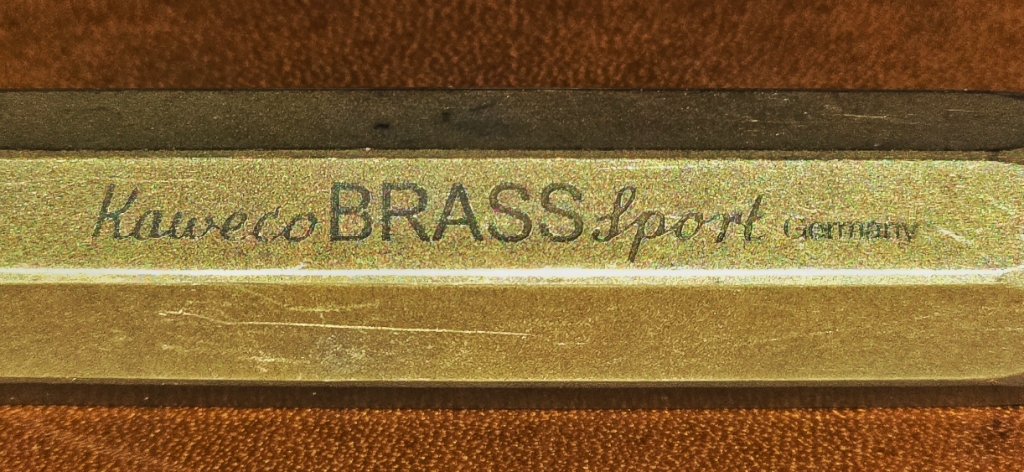 Kaweco BRASS Sport Germany